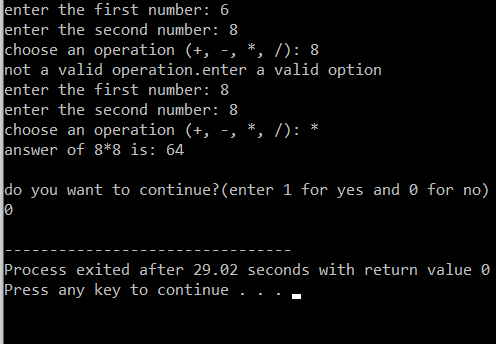 enter the first number: 6
enter the second number: 8
choose an operation (+, -, *, /): 8
not a valid operation.enter a valid option
enter the first number: 8
enter the second number: 8
choose an operation (+, -, *, /): *
answer of 8*8 is: 64
do you want to continue?(enter 1 for yes and 0 for no)
0
--------------------------------
Process exited after 29.02 seconds with return value 0
Press any key to continue . . .